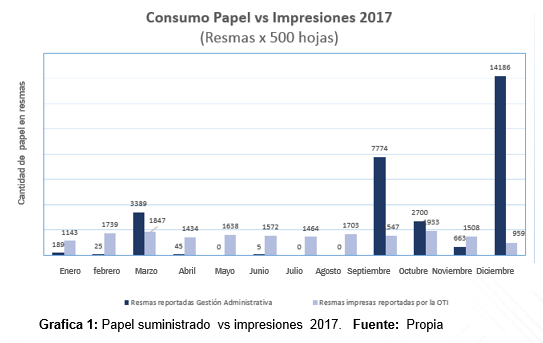 Consumo Papel vs Impresiones 2017
(Resmas x 500 hojas)
Cantidad de papel en resmas
189 1143
25 1739
3389 1847
45 1434
0 1638
5 1572
0 1464
0 1703
7774 1547
2700 1933
663 1508
14186 959
Enero febrero Marzo Abril Mayo Junio Julio Agosto Septiembre Octubre Noviembre Diciembre
Resmas reportadas Gestión Administrativa Resmas impresas reportadas por la OTI
Grafica 1: Papel suministrado vs impresiones 2017. Fuente: Propia